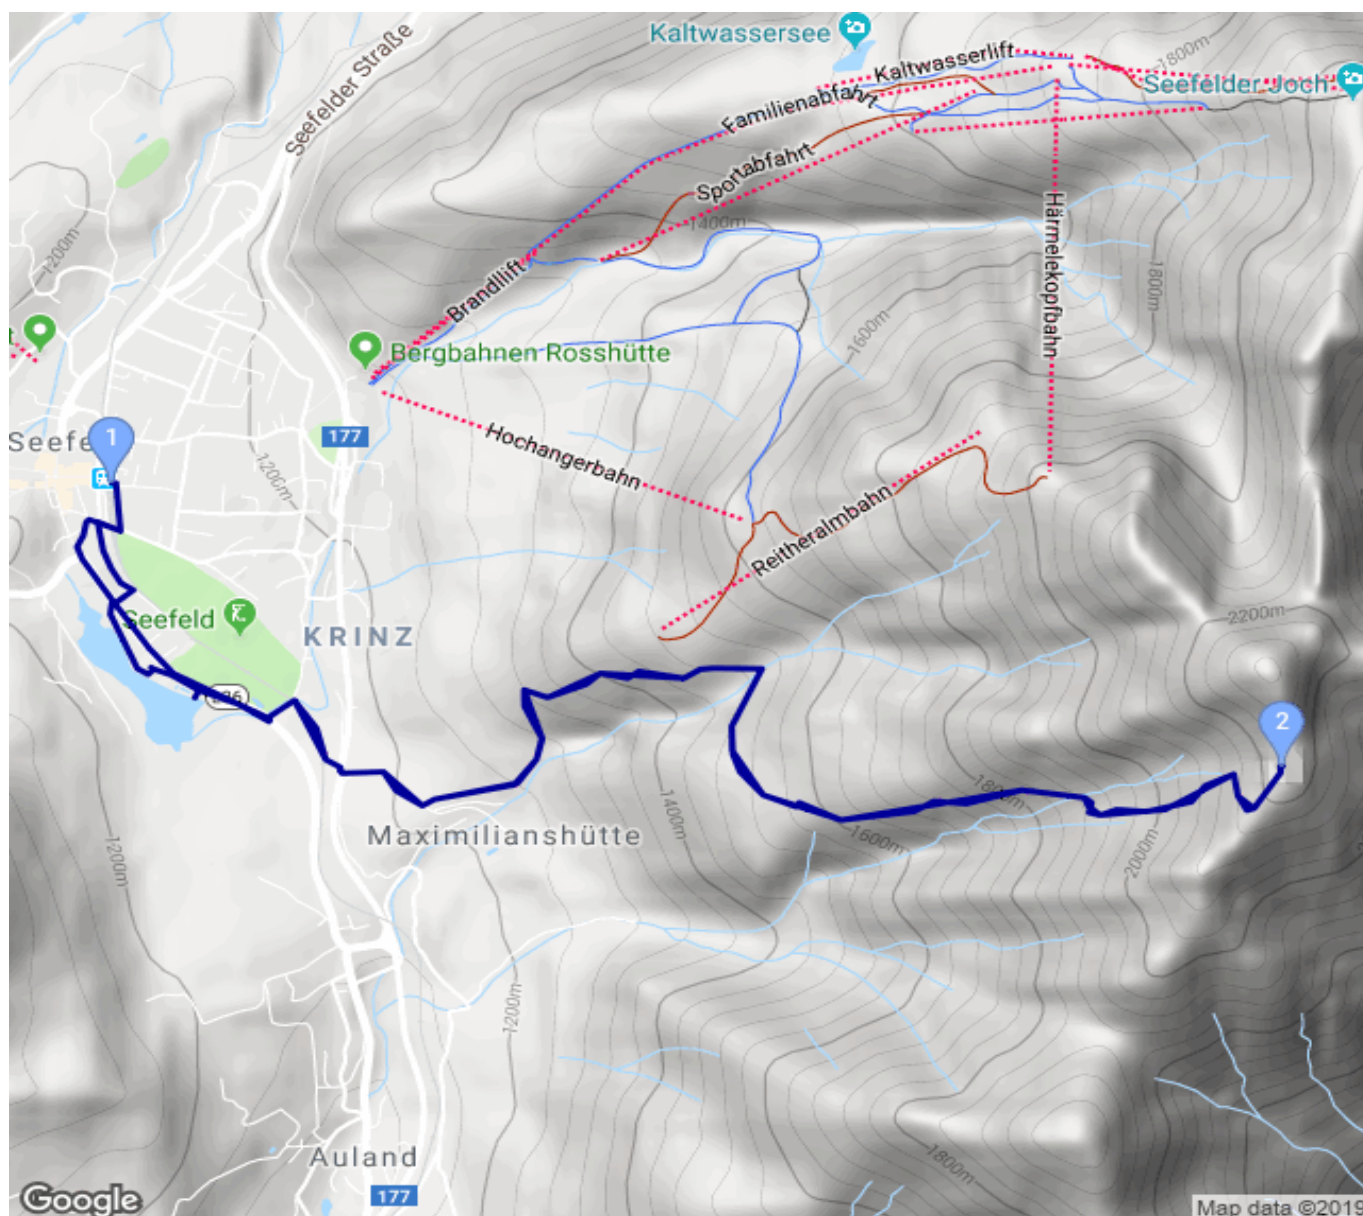 Kaltwassersee
Seefelder Straße
Kaltwasserlift
1800m
Seefelder Joch
Familienabfahrt
Sportabfahrt
1400m
1200m
Härmelekopfbahn
1800m
Brandllift
1600m
t
Bergbahnen Rosshütte
1
177
Seefe
Hochangerbahn
1200m
Reitheralmbahn
Seefeld
KRINZ
2200m
2
1800m
1400m
1600m
Maximilianshütte
2000m
1200m
1200m
Auland
1800m
177
Google
Map data ©2019